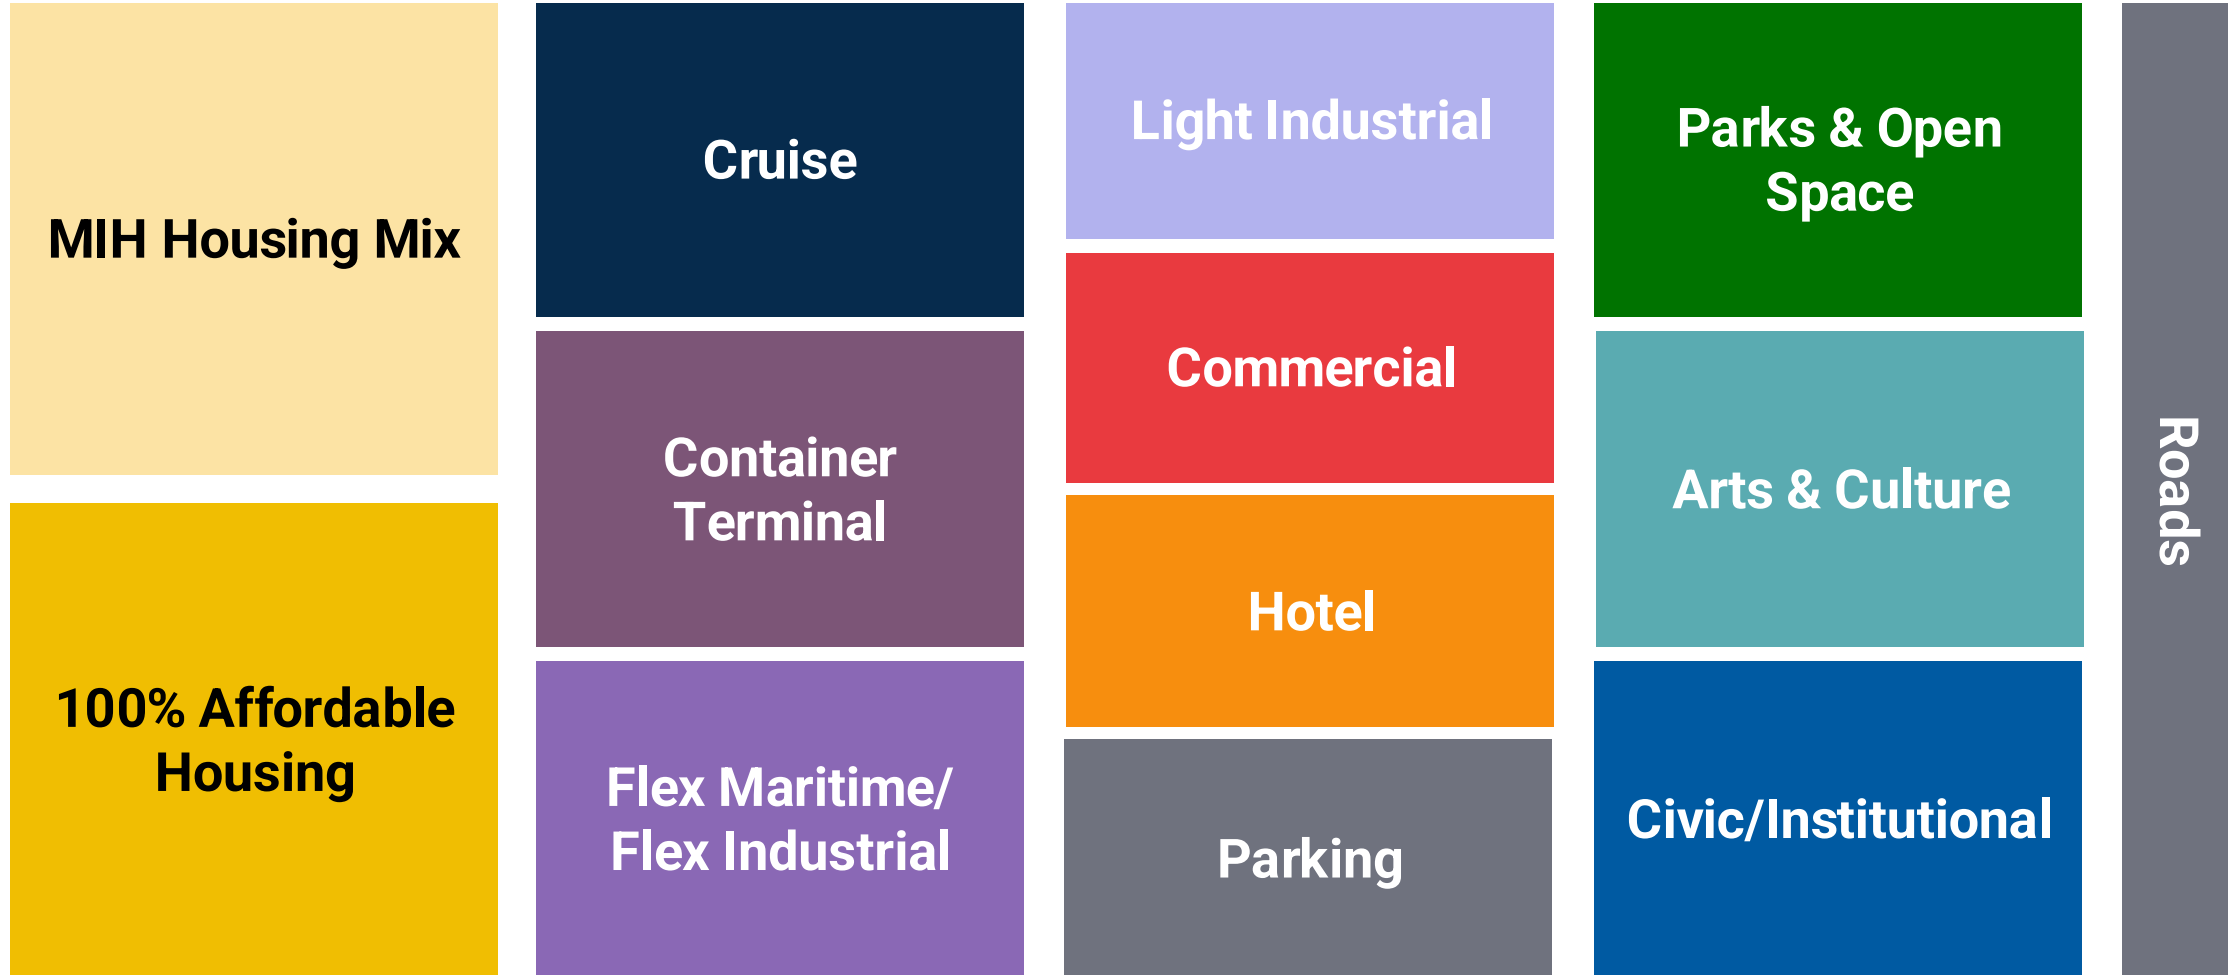 MIH Housing Mix
100% Affordable
Housing
Cruise
Container
Terminal
Flex Maritime/
Flex Industrial
Light Industrial
Commercial
Hotel
Parking
Parks & Open
Space
Arts & Culture
Civic/Institutional
Roads